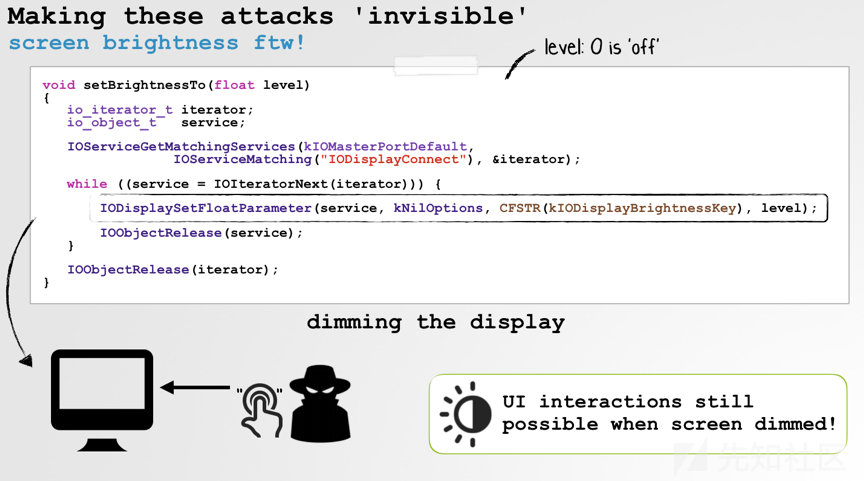 Making these attacks 'invisible'
screen brightness ftw!
level: 0 is 'off'
void setBrightnessTo(float level)
{
io_iterator_t iterator;
io_object_t service;
IOServiceGetMatchingServices(kIOMasterPortDefault,
IOServiceMatching("IODisplayConnect"), &iterator);
while ((service = IOIteratorNext(iterator))) {
IODisplaySetFloatParameter(service, kNilOptions, CFSTR(kIODisplayBrightnessKey), level);
IOObjectRelease(service);
}
IOObjectRelease(iterator);
}
dimming the display
" "
UI interactions still
possible when screen dimmed!
先知社区